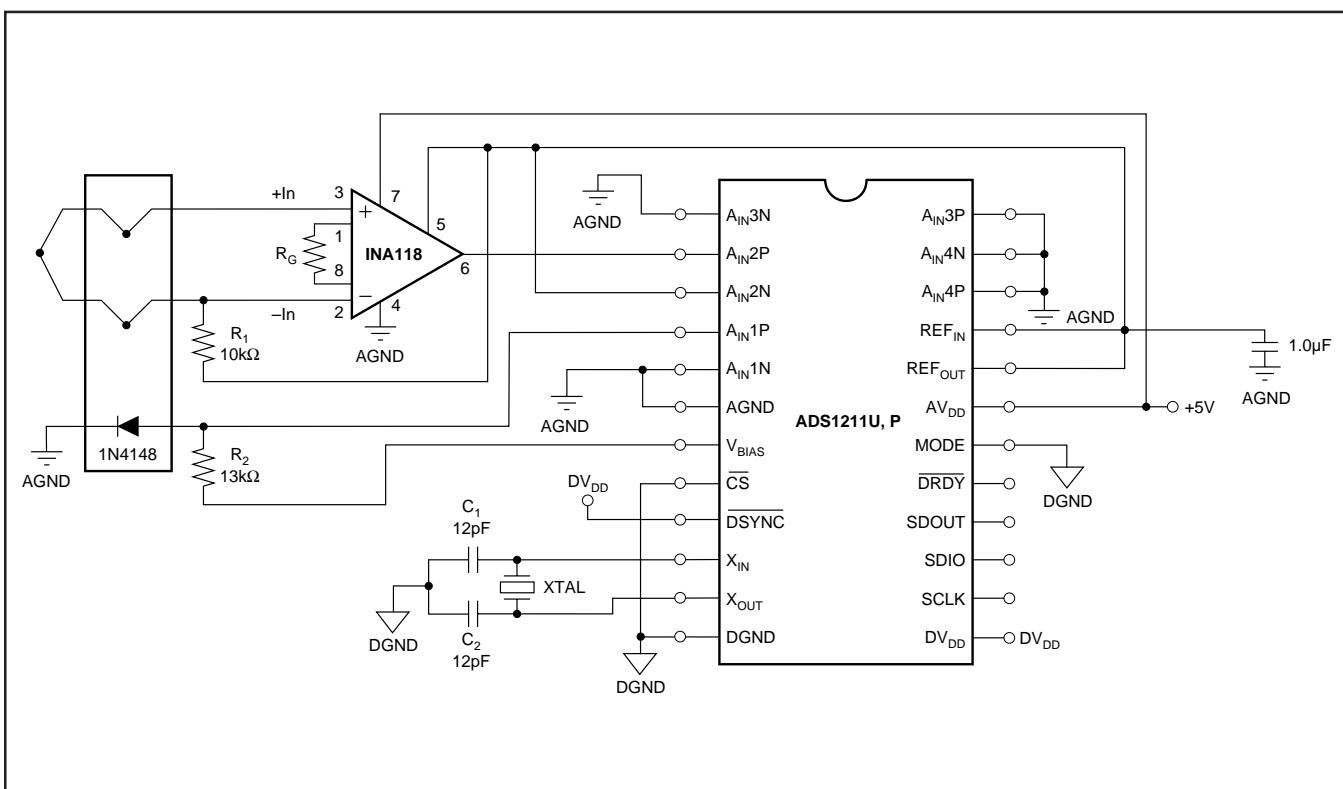 +In
3
7
+
1
5
R_G
INA118
8
6
–
4
2
–In
AGND
R_1
10kΩ
1N4148
AGND
R_2
13kΩ
AGND
AGND
DV_DD
C_1
12pF
XTAL
C_2
12pF
DGND
DGND
A_IN3N
A_IN2P
A_IN2N
A_IN1P
A_IN1N
AGND
V_BIAS
C̅S̅
D̅S̅Y̅N̅C̅
X_IN
X_OUT
DGND
ADS1211U, P
A_IN3P
A_IN4N
A_IN4P
REF_IN
REF_OUT
AV_DD
MODE
D̅R̅D̅Y̅
SDOUT
SDIO
SCLK
DV_DD
AGND
1.0µF
AGND
+5V
DGND
DV_DD